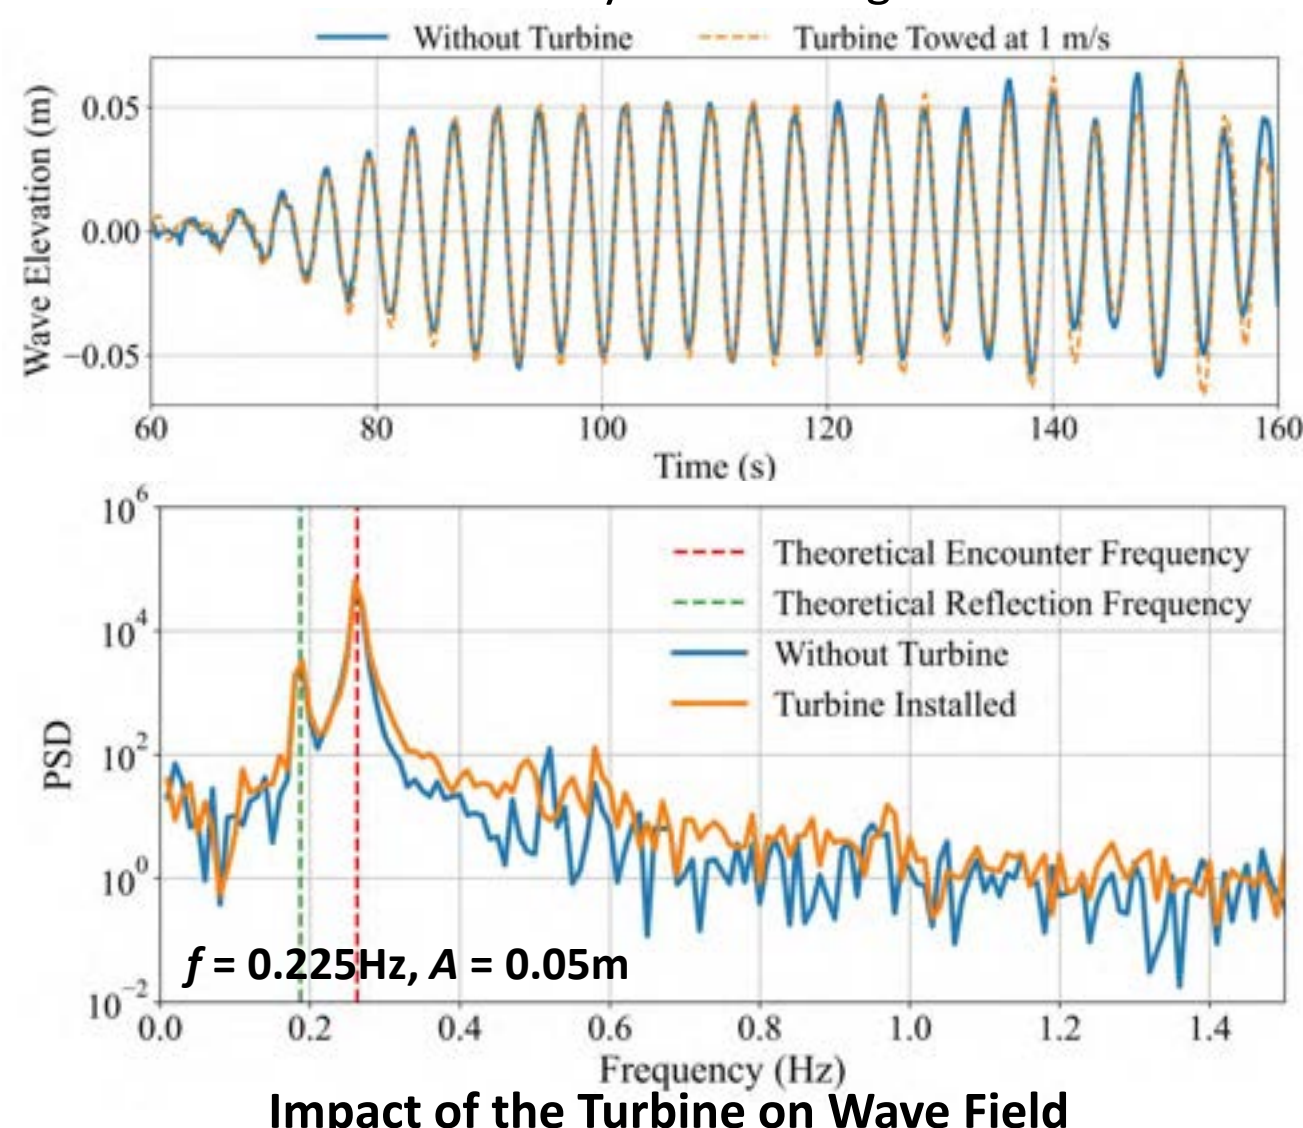 Without Turbine Turbine Towed at 1 m/s
Wave Elevation (m)
0.05
0.00
−0.05
60 80 100 120 140 160
Time (s)
PSD
10^6
10^4
10^2
10^0
10^−2
Theoretical Encounter Frequency
Theoretical Reflection Frequency
Without Turbine
Turbine Installed
f = 0.225Hz, A = 0.05m
0.0 0.2 0.4 0.6 0.8 1.0 1.2 1.4
Frequency (Hz)
Impact of the Turbine on Wave Field